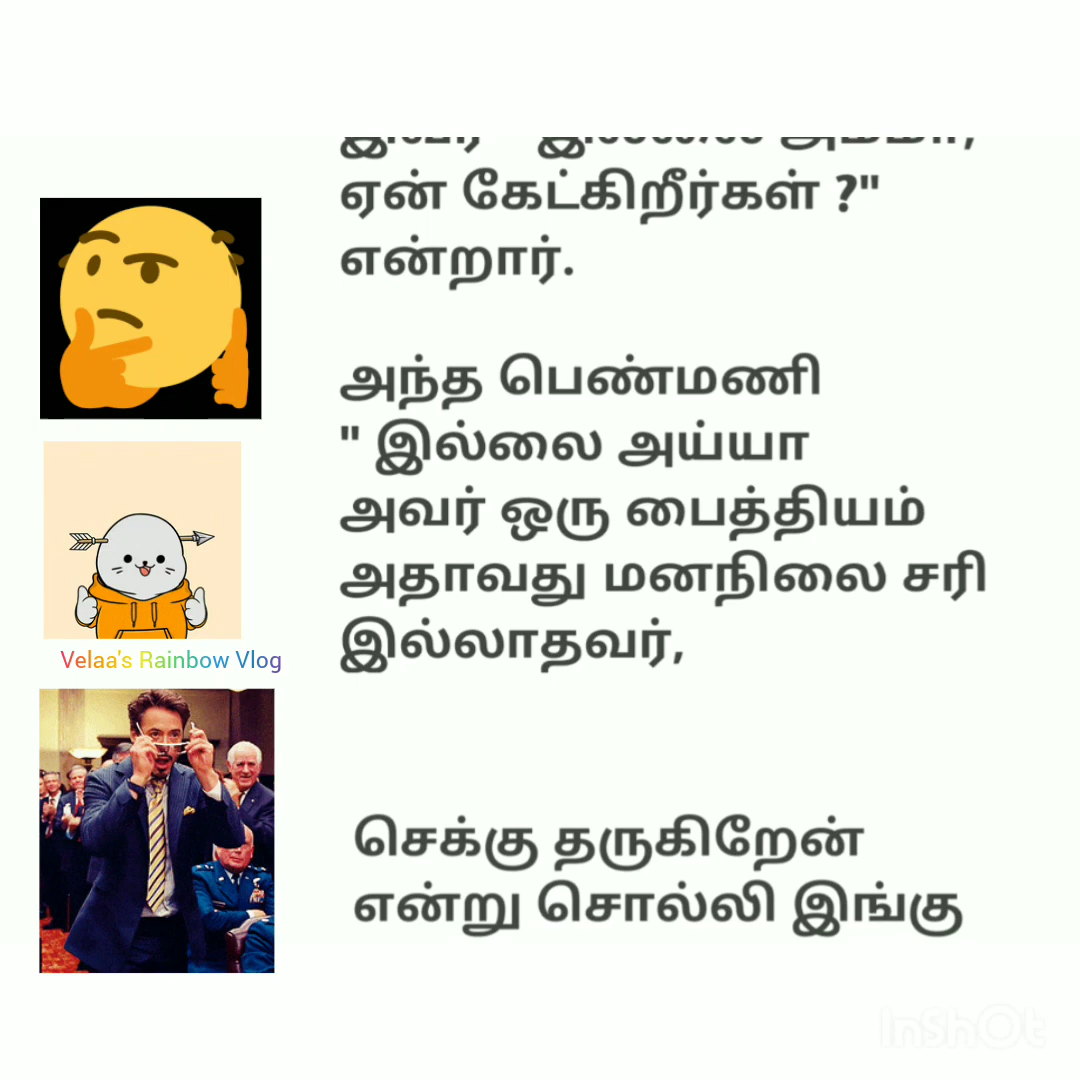 ஏன் கேட்கிறீர்கள் ?"
என்றார்.
அந்த பெண்மணி
" இல்லை அய்யா
அவர் ஒரு பைத்தியம்
அதாவது மனநிலை சரி
இல்லாதவர்,
செக்கு தருகிறேன்
என்று சொல்லி இங்கு
Velaa's Rainbow Vlog
InShOt